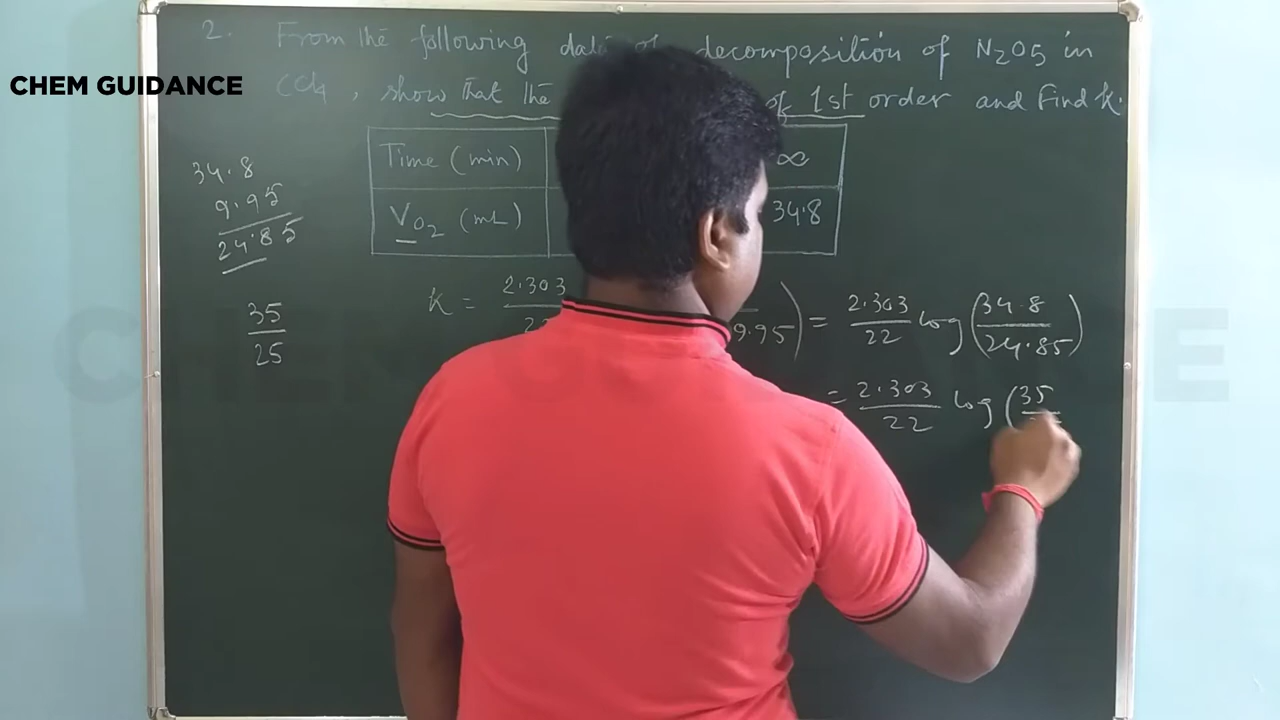 2. From the following data of decomposition of N2O5 in
CHEM GUIDANCE
CCl4, show that the of 1st order and find k.
Time (min) ∞
VO2 (mL) 34.8
34.8
9.95
24.85
35
25
k = 2.303 / 2 9.95) = 2.303/22 log(34.8/24.85)
= 2.303/22 log(35